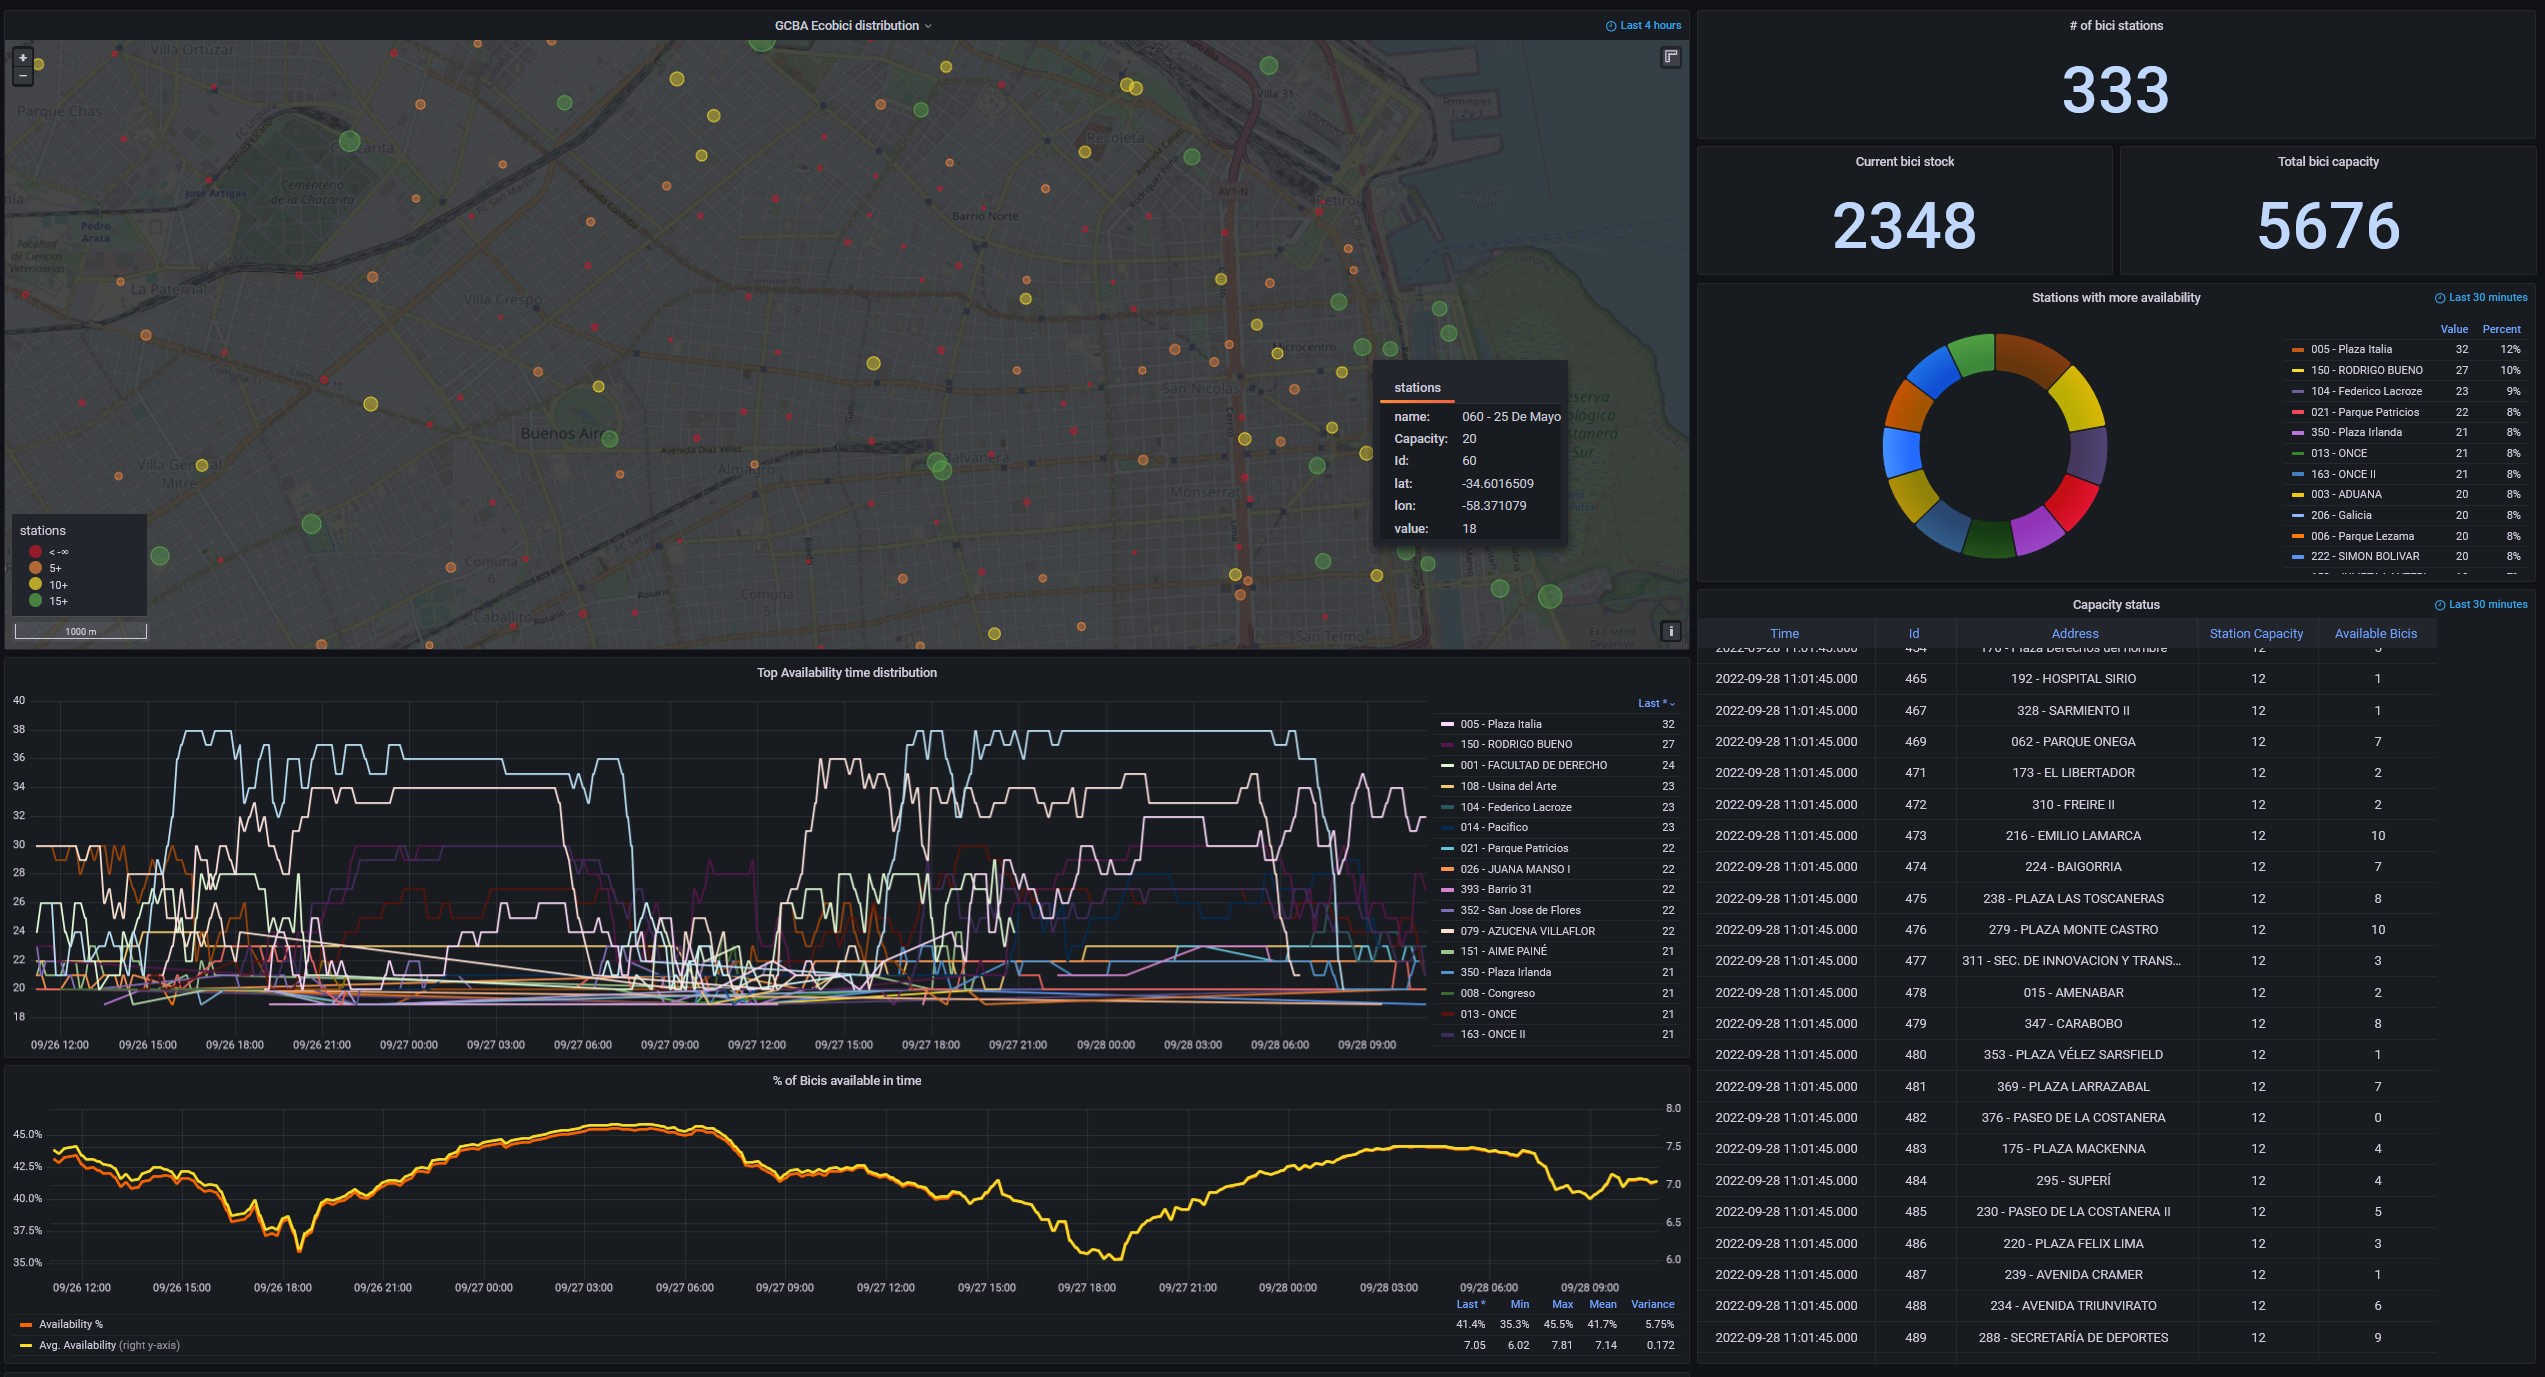 GCBA Ecobici distribution
Last 4 hours
+
−
Villa Ortúzar
Parque Chas
Chacarita
Cementerio
de la Chacarita
José Artigas
Pedro
Arata
Facultad
de Ciencias
Veterinarias
La Paternal
Villa Crespo
Barrio Norte
Recoleta
Villa 31
Terminales
1, 2 y 3
AV1-N
Retiro
Microcentro
San Nicolas
Buenos Aires
Avenida Díaz Vélez
Almagro
Balvanera
Monserrat
Villa General
Mitre
Comuna
6
Caballito
Rosario
Rosario
Comuna
5
San Telmo
Avenida Córdoba
FC San Martín
Comuna 15
Comuna 11
stations
name: 060 - 25 De Mayo
Capacity: 20
Id: 60
lat: -34.6016509
lon: -58.371079
value: 18
stations
< -∞
5+
10+
15+
1000 m
i
# of bici stations
333
Current bici stock
2348
Total bici capacity
5676
Stations with more availability
Last 30 minutes
Value Percent
005 - Plaza Italia 32 12%
150 - RODRIGO BUENO 27 10%
104 - Federico Lacroze 23 9%
021 - Parque Patricios 22 8%
350 - Plaza Irlanda 21 8%
013 - ONCE 21 8%
163 - ONCE II 21 8%
003 - ADUANA 20 8%
206 - Galicia 20 8%
006 - Parque Lezama 20 8%
222 - SIMON BOLIVAR 20 8%
Top Availability time distribution
40
38
36
34
32
30
28
26
24
22
20
18
09/26 12:00 09/26 15:00 09/26 18:00 09/26 21:00 09/27 00:00 09/27 03:00 09/27 06:00 09/27 09:00 09/27 12:00 09/27 15:00 09/27 18:00 09/27 21:00 09/28 00:00 09/28 03:00 09/28 06:00 09/28 09:00
Last *
005 - Plaza Italia 32
150 - RODRIGO BUENO 27
001 - FACULTAD DE DERECHO 24
108 - Usina del Arte 23
104 - Federico Lacroze 23
014 - Pacifico 23
021 - Parque Patricios 22
026 - JUANA MANSO I 22
393 - Barrio 31 22
352 - San Jose de Flores 22
079 - AZUCENA VILLAFLOR 22
151 - AIME PAINÉ 21
350 - Plaza Irlanda 21
008 - Congreso 21
013 - ONCE 21
163 - ONCE II 21
% of Bicis available in time
45.0%
42.5%
40.0%
37.5%
35.0%
8.0
7.5
7.0
6.5
6.0
09/26 12:00 09/26 15:00 09/26 18:00 09/26 21:00 09/27 00:00 09/27 03:00 09/27 06:00 09/27 09:00 09/27 12:00 09/27 15:00 09/27 18:00 09/27 21:00 09/28 00:00 09/28 03:00 09/28 06:00 09/28 09:00
Last * Min Max Mean Variance
Availability % 41.4% 35.3% 45.5% 41.7% 5.75%
Avg. Availability (right y-axis) 7.05 6.02 7.81 7.14 0.172
Capacity status
Last 30 minutes
Time Id Address Station Capacity Available Bicis
2022-09-28 11:01:45.000 465 192 - HOSPITAL SIRIO 12 1
2022-09-28 11:01:45.000 467 328 - SARMIENTO II 12 1
2022-09-28 11:01:45.000 469 062 - PARQUE ONEGA 12 7
2022-09-28 11:01:45.000 471 173 - EL LIBERTADOR 12 2
2022-09-28 11:01:45.000 472 310 - FREIRE II 12 2
2022-09-28 11:01:45.000 473 216 - EMILIO LAMARCA 12 10
2022-09-28 11:01:45.000 474 224 - BAIGORRIA 12 7
2022-09-28 11:01:45.000 475 238 - PLAZA LAS TOSCANERAS 12 8
2022-09-28 11:01:45.000 476 279 - PLAZA MONTE CASTRO 12 10
2022-09-28 11:01:45.000 477 311 - SEC. DE INNOVACION Y TRANS... 12 3
2022-09-28 11:01:45.000 478 015 - AMENABAR 12 2
2022-09-28 11:01:45.000 479 347 - CARABOBO 12 8
2022-09-28 11:01:45.000 480 353 - PLAZA VÉLEZ SARSFIELD 12 1
2022-09-28 11:01:45.000 481 369 - PLAZA LARRAZABAL 12 7
2022-09-28 11:01:45.000 482 376 - PASEO DE LA COSTANERA 12 0
2022-09-28 11:01:45.000 483 175 - PLAZA MACKENNA 12 4
2022-09-28 11:01:45.000 484 295 - SUPERÍ 12 4
2022-09-28 11:01:45.000 485 230 - PASEO DE LA COSTANERA II 12 5
2022-09-28 11:01:45.000 486 220 - PLAZA FELIX LIMA 12 3
2022-09-28 11:01:45.000 487 239 - AVENIDA CRAMER 12 1
2022-09-28 11:01:45.000 488 234 - AVENIDA TRIUNVIRATO 12 6
2022-09-28 11:01:45.000 489 288 - SECRETARÍA DE DEPORTES 12 9